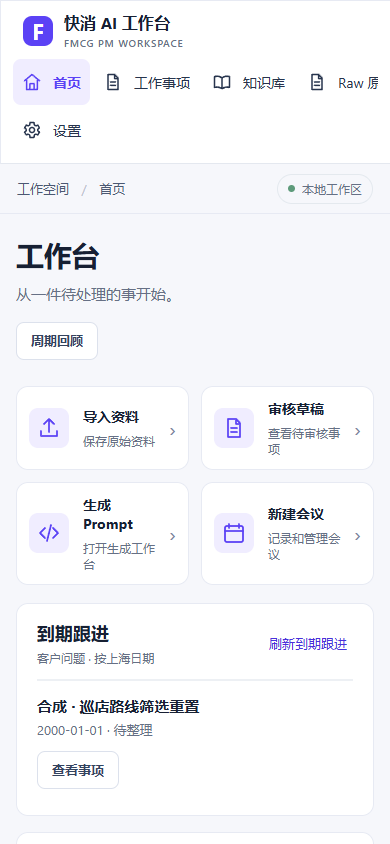 F
快消 AI 工作台
FMCG PM WORKSPACE
首页
工作事项
知识库
Raw
设置
工作空间 / 首页
本地工作区
工作台
从一件待处理的事开始。
周期回顾
导入资料
保存原始资料
审核草稿
查看待审核事
项
生成
Prompt
打开生成工作
台
新建会议
记录和管理会
议
到期跟进
客户问题 · 按上海日期
刷新到期跟进
合成 · 巡店路线筛选重置
2000-01-01 · 待整理
查看事项